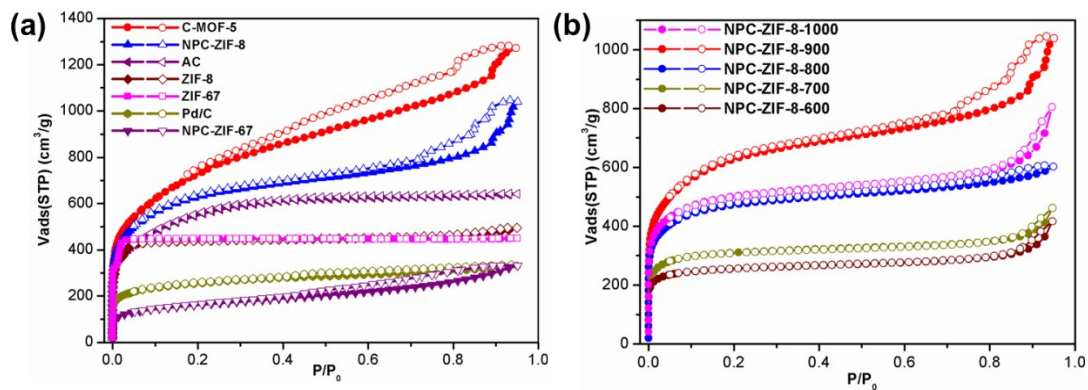 (a)
C-MOF-5
NPC-ZIF-8
AC
ZIF-8
ZIF-67
Pd/C
NPC-ZIF-67
1400
1200
1000
800
600
400
200
0
Vads(STP) (cm³/g)
0.0 0.2 0.4 0.6 0.8 1.0
P/P₀
(b)
NPC-ZIF-8-1000
NPC-ZIF-8-900
NPC-ZIF-8-800
NPC-ZIF-8-700
NPC-ZIF-8-600
1000
800
600
400
200
0
Vads(STP) (cm³/g)
0.0 0.2 0.4 0.6 0.8 1.0
P/P₀